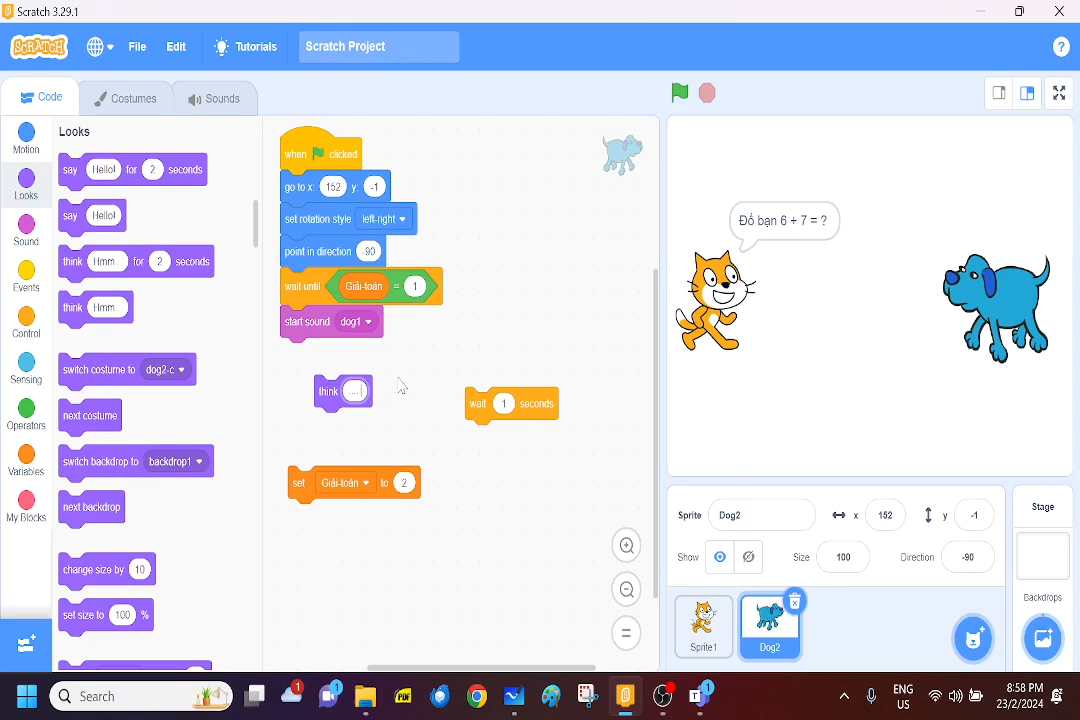 Scratch 3.29.1
SCRATCH
File
Edit
Tutorials
Scratch Project
?
Code
Costumes
Sounds
Motion
Looks
Sound
Events
Control
Sensing
Operators
Variables
My Blocks
Looks
say Hello! for 2 seconds
say Hello!
think Hmm... for 2 seconds
think Hmm...
switch costume to dog2-c
next costume
switch backdrop to backdrop1
next backdrop
change size by 10
set size to 100 %
when clicked
go to x: 152 y: -1
set rotation style left-right
point in direction -90
wait until Giải-toán = 1
start sound dog1
think ....
wait 1 seconds
set Giải-toán to 2
Đố bạn 6 + 7 = ?
Sprite Dog2 x 152 y -1
Show Size 100 Direction -90
Sprite1
Dog2
Stage
Backdrops
Search
1
1
PDF
1
ENG
US
8:58 PM
23/2/2024